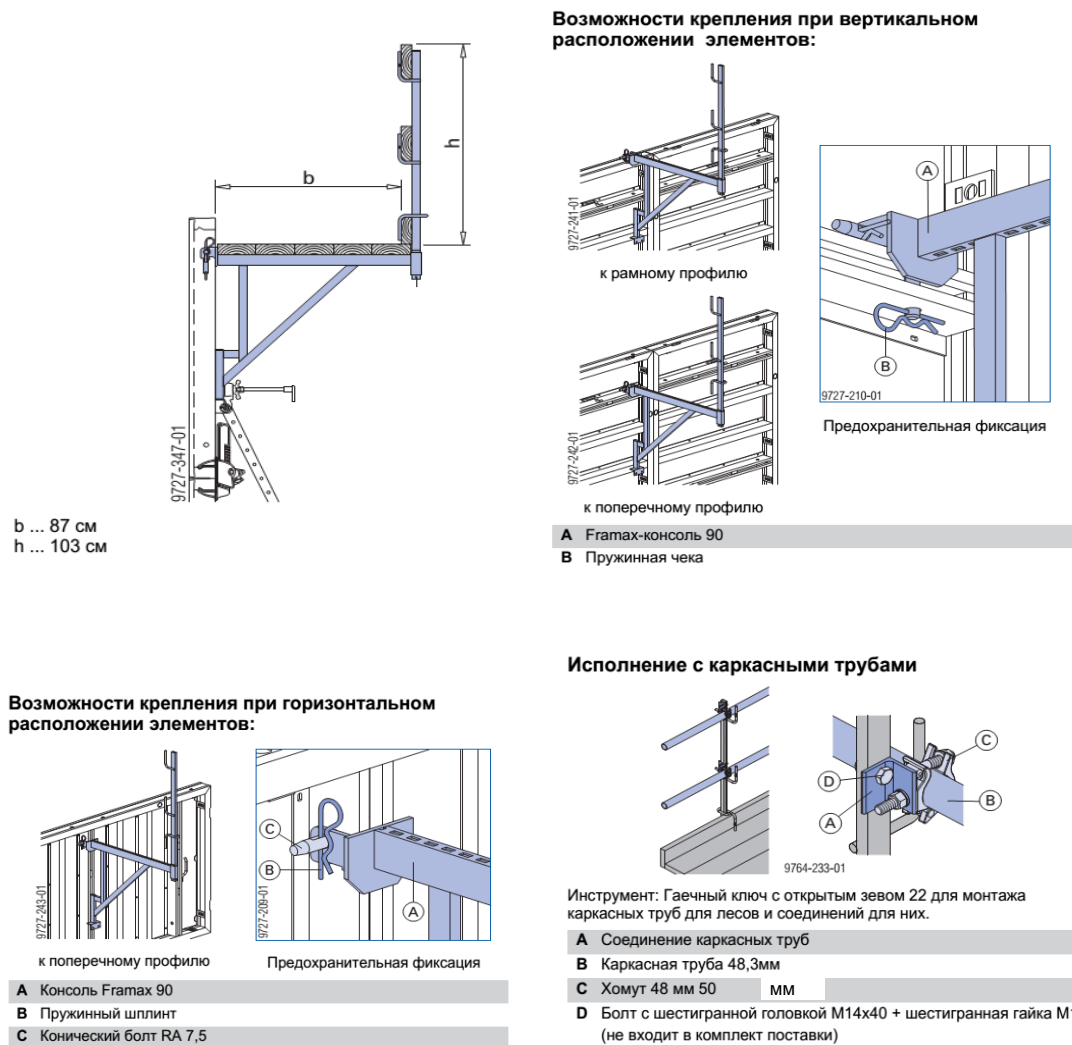 b
h
9727-347-01
b ... 87 см
h ... 103 см
Возможности крепления при вертикальном
расположении элементов:
9727-241-01
к рамному профилю
9727-242-01
к поперечному профилю
A
B
9727-210-01
Предохранительная фиксация
A Framax-консоль 90
B Пружинная чека
Возможности крепления при горизонтальном
расположении элементов:
9727-243-01
к поперечному профилю
C
B
A
9727-209-01
Предохранительная фиксация
A Консоль Framax 90
B Пружинный шплинт
C Конический болт RA 7,5
Исполнение с каркасными трубами
C
D
B
A
9764-233-01
Инструмент: Гаечный ключ с открытым зевом 22 для монтажа
каркасных труб для лесов и соединений для них.
A Соединение каркасных труб
B Каркасная труба 48,3мм
C Хомут 48 мм 50 мм
D Болт с шестигранной головкой M14x40 + шестигранная гайка
(не входит в комплект поставки)